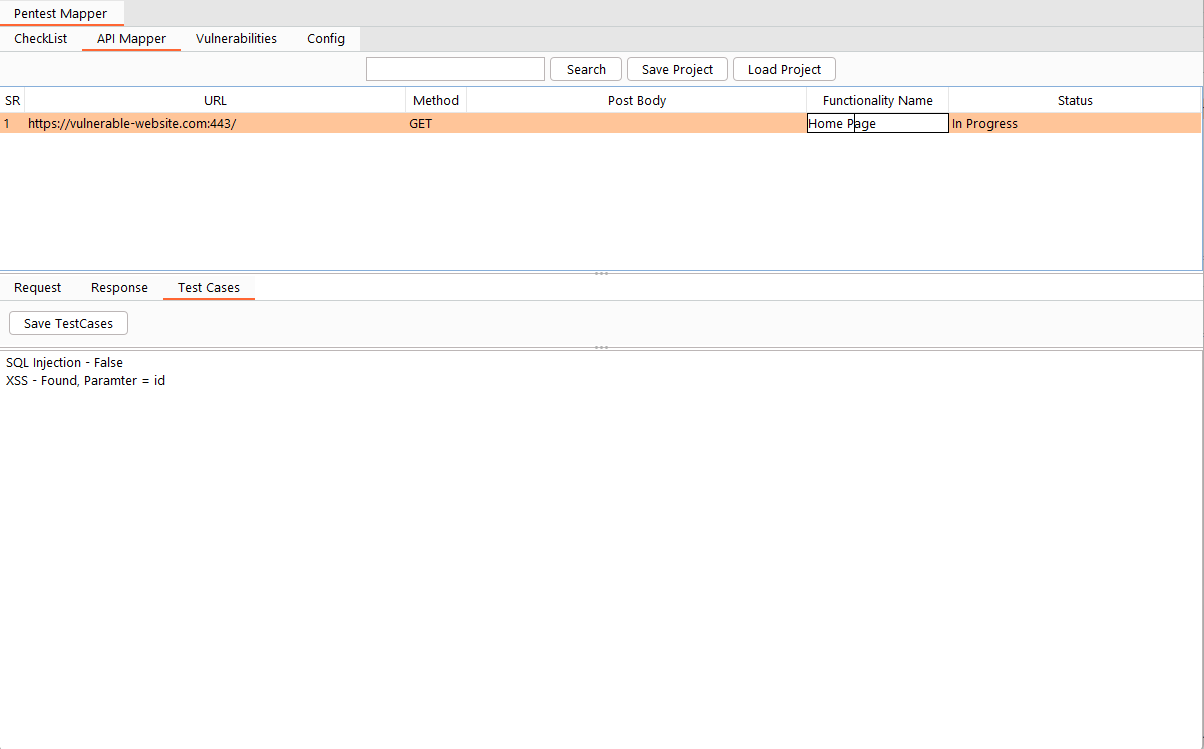 Pentest Mapper
CheckList API Mapper Vulnerabilities Config
Search Save Project Load Project
SR URL Method Post Body Functionality Name Status
1 https://vulnerable-website.com:443/ GET Home Page In Progress
Request Response Test Cases
Save TestCases
SQL Injection - False
XSS - Found, Paramter = id